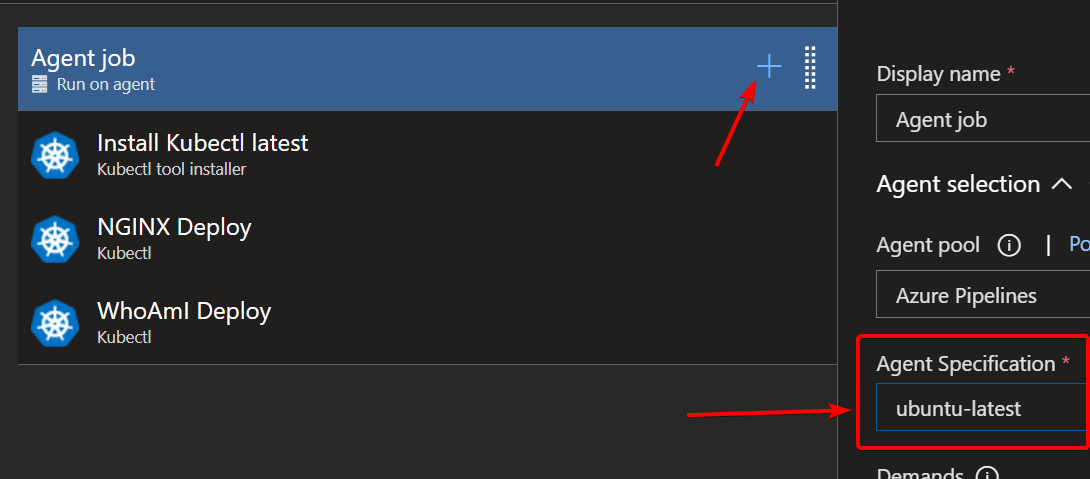 Agent job
Run on agent
Install Kubectl latest
Kubectl tool installer
NGINX Deploy
Kubectl
WhoAmI Deploy
Kubectl
Display name *
Agent job
Agent selection
Agent pool | Po
Azure Pipelines
Agent Specification *
ubuntu-latest
Demands